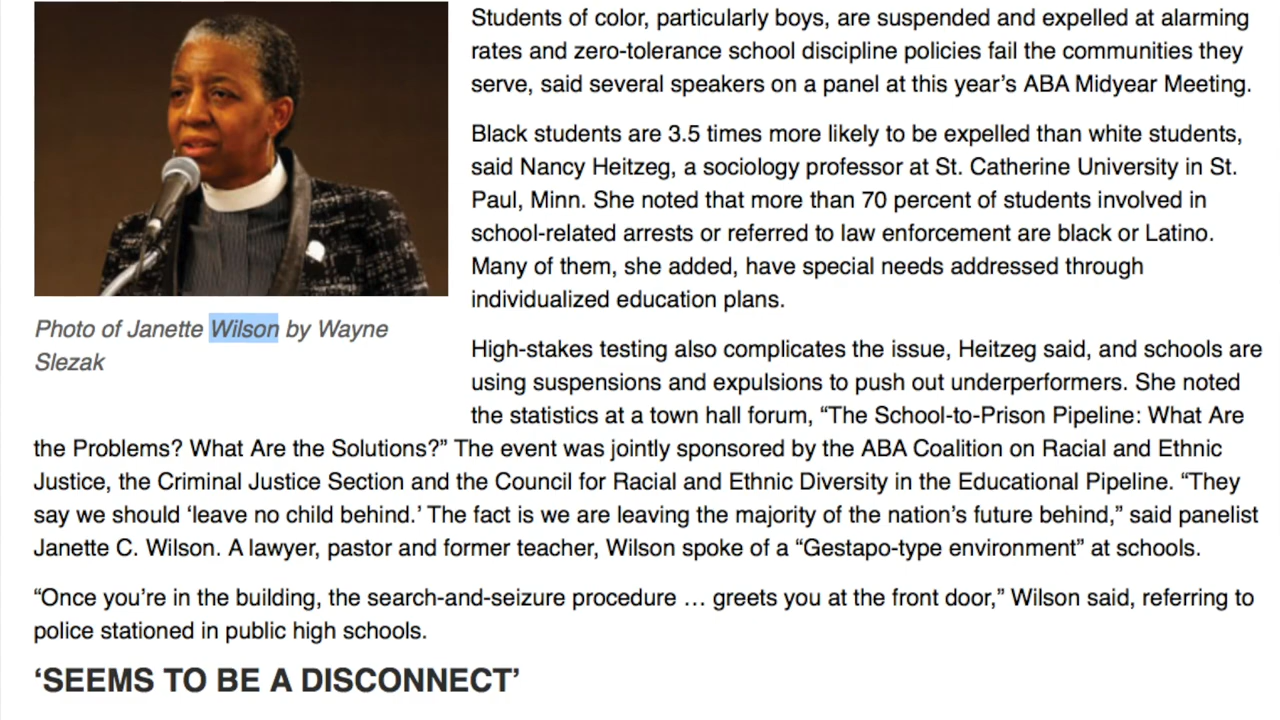 Students of color, particularly boys, are suspended and expelled at alarming
rates and zero-tolerance school discipline policies fail the communities they
serve, said several speakers on a panel at this year’s ABA Midyear Meeting.
Black students are 3.5 times more likely to be expelled than white students,
said Nancy Heitzeg, a sociology professor at St. Catherine University in St.
Paul, Minn. She noted that more than 70 percent of students involved in
school-related arrests or referred to law enforcement are black or Latino.
Many of them, she added, have special needs addressed through
individualized education plans.
Photo of Janette Wilson by Wayne
Slezak
High-stakes testing also complicates the issue, Heitzeg said, and schools are
using suspensions and expulsions to push out underperformers. She noted
the statistics at a town hall forum, “The School-to-Prison Pipeline: What Are
the Problems? What Are the Solutions?” The event was jointly sponsored by the ABA Coalition on Racial and Ethnic
Justice, the Criminal Justice Section and the Council for Racial and Ethnic Diversity in the Educational Pipeline. “They
say we should ‘leave no child behind.’ The fact is we are leaving the majority of the nation’s future behind,” said panelist
Janette C. Wilson. A lawyer, pastor and former teacher, Wilson spoke of a “Gestapo-type environment” at schools.
“Once you’re in the building, the search-and-seizure procedure … greets you at the front door,” Wilson said, referring to
police stationed in public high schools.
‘SEEMS TO BE A DISCONNECT’